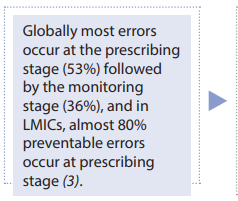 Globally most errors
occur at the prescribing
stage (53%) followed
by the monitoring
stage (36%), and in
LMICs, almost 80%
preventable errors
occur at prescribing
stage (3).